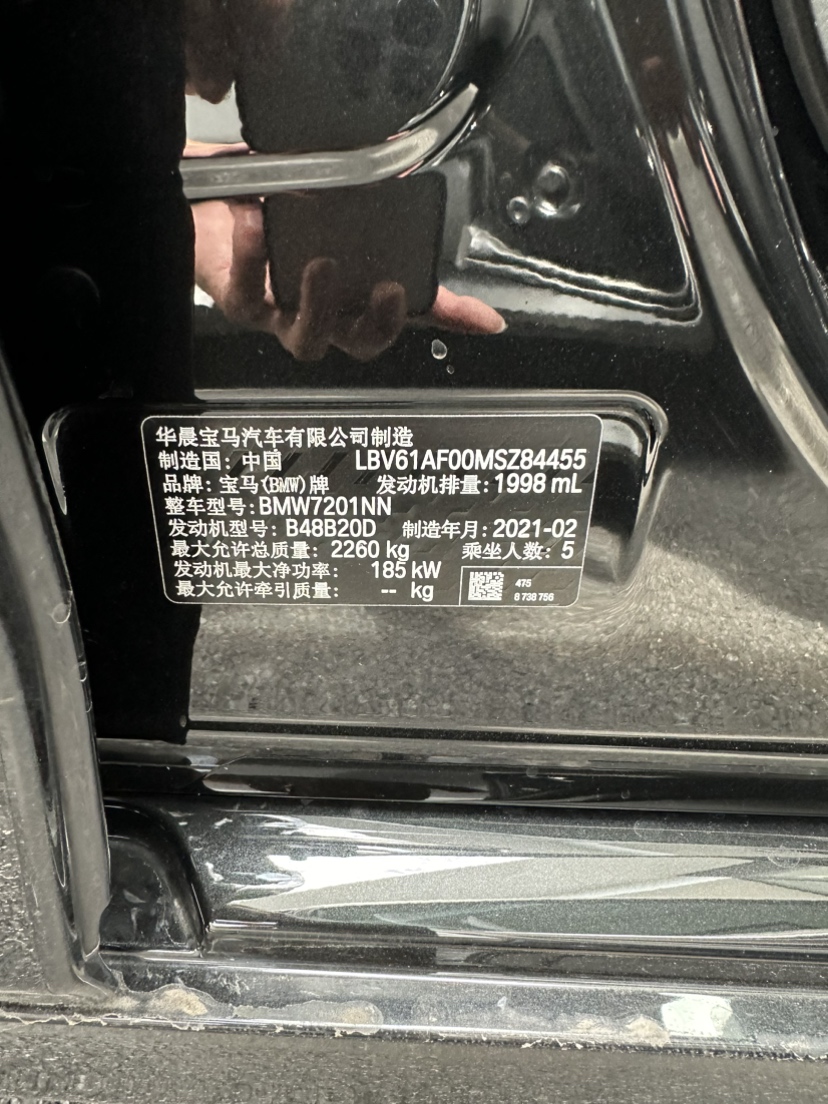 华晨宝马汽车有限公司制造
制造国: 中国 LBV61AF00MSZ84455
品牌: 宝马(BMW)牌 发动机排量: 1998 mL
整车型号: BMW7201NN
发动机型号: B48B20D 制造年月: 2021-02
最大允许总质量: 2260 kg 乘坐人数: 5
发动机最大净功率: 185 kW
最大允许牵引质量: -- kg
475
8 738 756